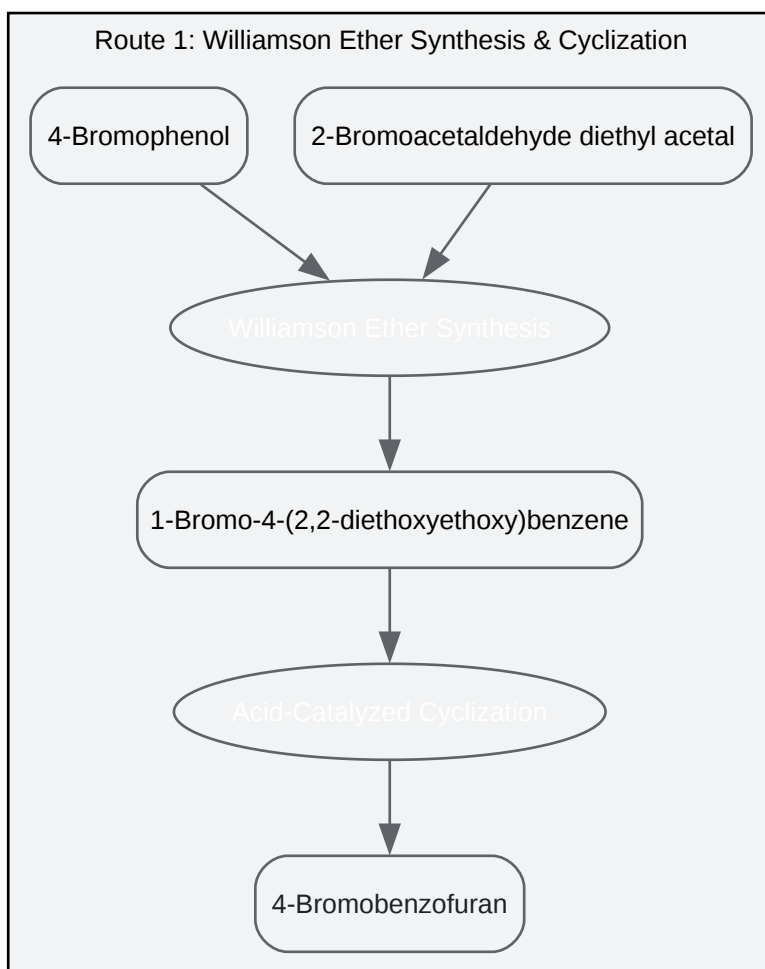 Route 1: Williamson Ether Synthesis & Cyclization
4-Bromophenol
2-Bromoacetaldehyde diethyl acetal
Williamson Ether Synthesis
1-Bromo-4-(2,2-diethoxyethoxy)benzene
Acid-Catalyzed Cyclization
4-Bromobenzofuran